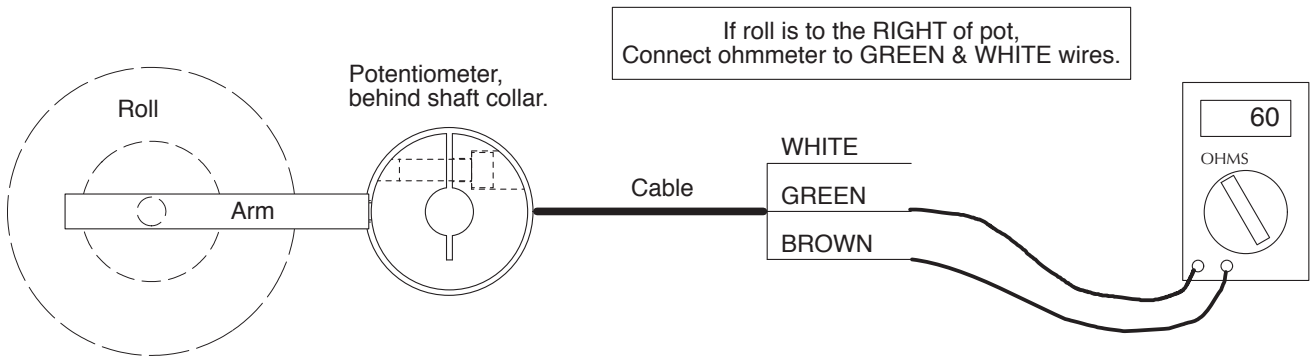 If roll is to the RIGHT of pot,
Connect ohmmeter to GREEN & WHITE wires.
Potentiometer,
behind shaft collar.
Roll
Arm
Cable
WHITE
GREEN
BROWN
60
OHMS